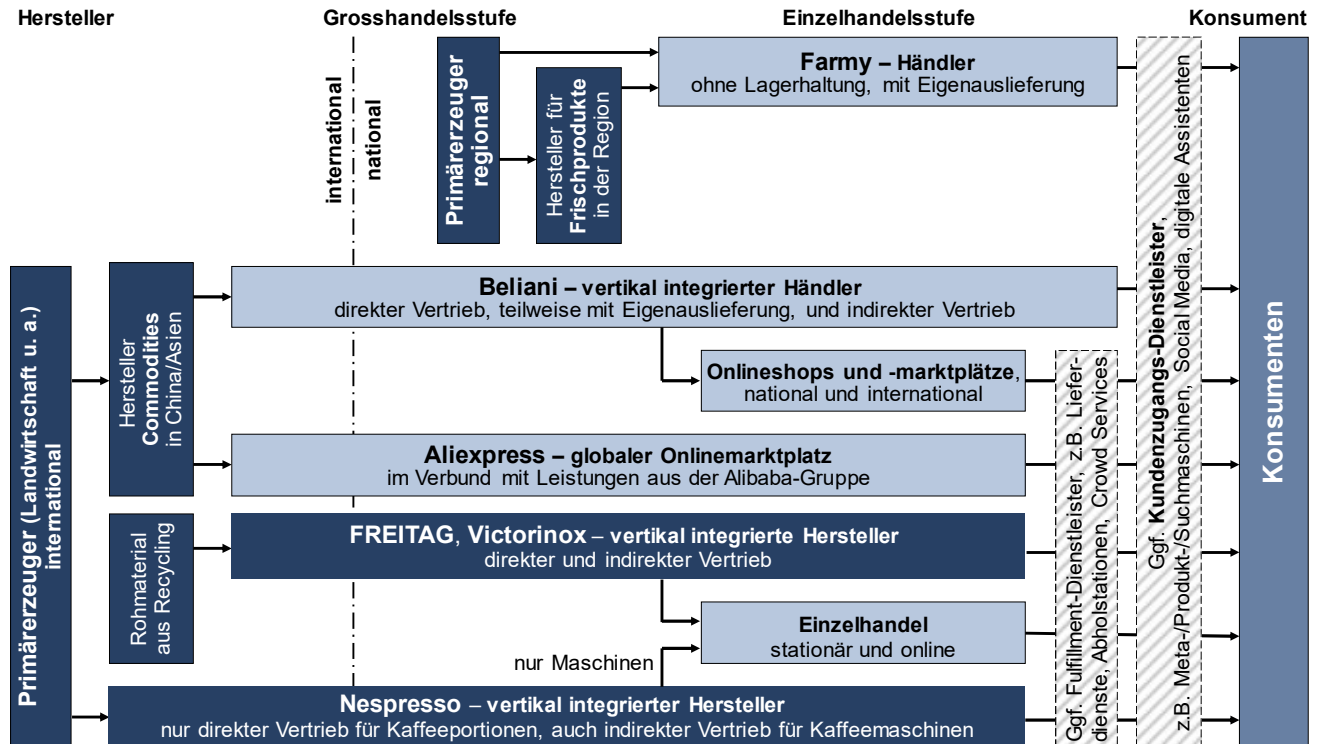 Hersteller
Grosshandelsstufe
Einzelhandelsstufe
Konsument
international
national
Primärerzeuger
regional
Hersteller für
Frischprodukte
in der Region
Farmy – Händler
ohne Lagerhaltung, mit Eigenauslieferung
Primärerzeuger (Landwirtschaft u. a.)
international
Hersteller
Commodities
in China/Asien
Beliani – vertikal integrierter Händler
direkter Vertrieb, teilweise mit Eigenauslieferung, und indirekter Vertrieb
Onlineshops und -marktplätze,
national und international
Aliexpress – globaler Onlinemarktplatz
im Verbund mit Leistungen aus der Alibaba-Gruppe
Rohmaterial
aus Recycling
FREITAG, Victorinox – vertikal integrierte Hersteller
direkter und indirekter Vertrieb
Einzelhandel
stationär und online
nur Maschinen
Nespresso – vertikal integrierter Hersteller
nur direkter Vertrieb für Kaffeeportionen, auch indirekter Vertrieb für Kaffeemaschinen
Ggf. Fulfillment-Dienstleister, z.B. Liefer-
dienste, Abholstationen, Crowd Services
Ggf. Kundenzugangs-Dienstleister,
z.B. Meta-/Produkt-/Suchmaschinen, Social Media, digitale Assistenten
Konsumenten